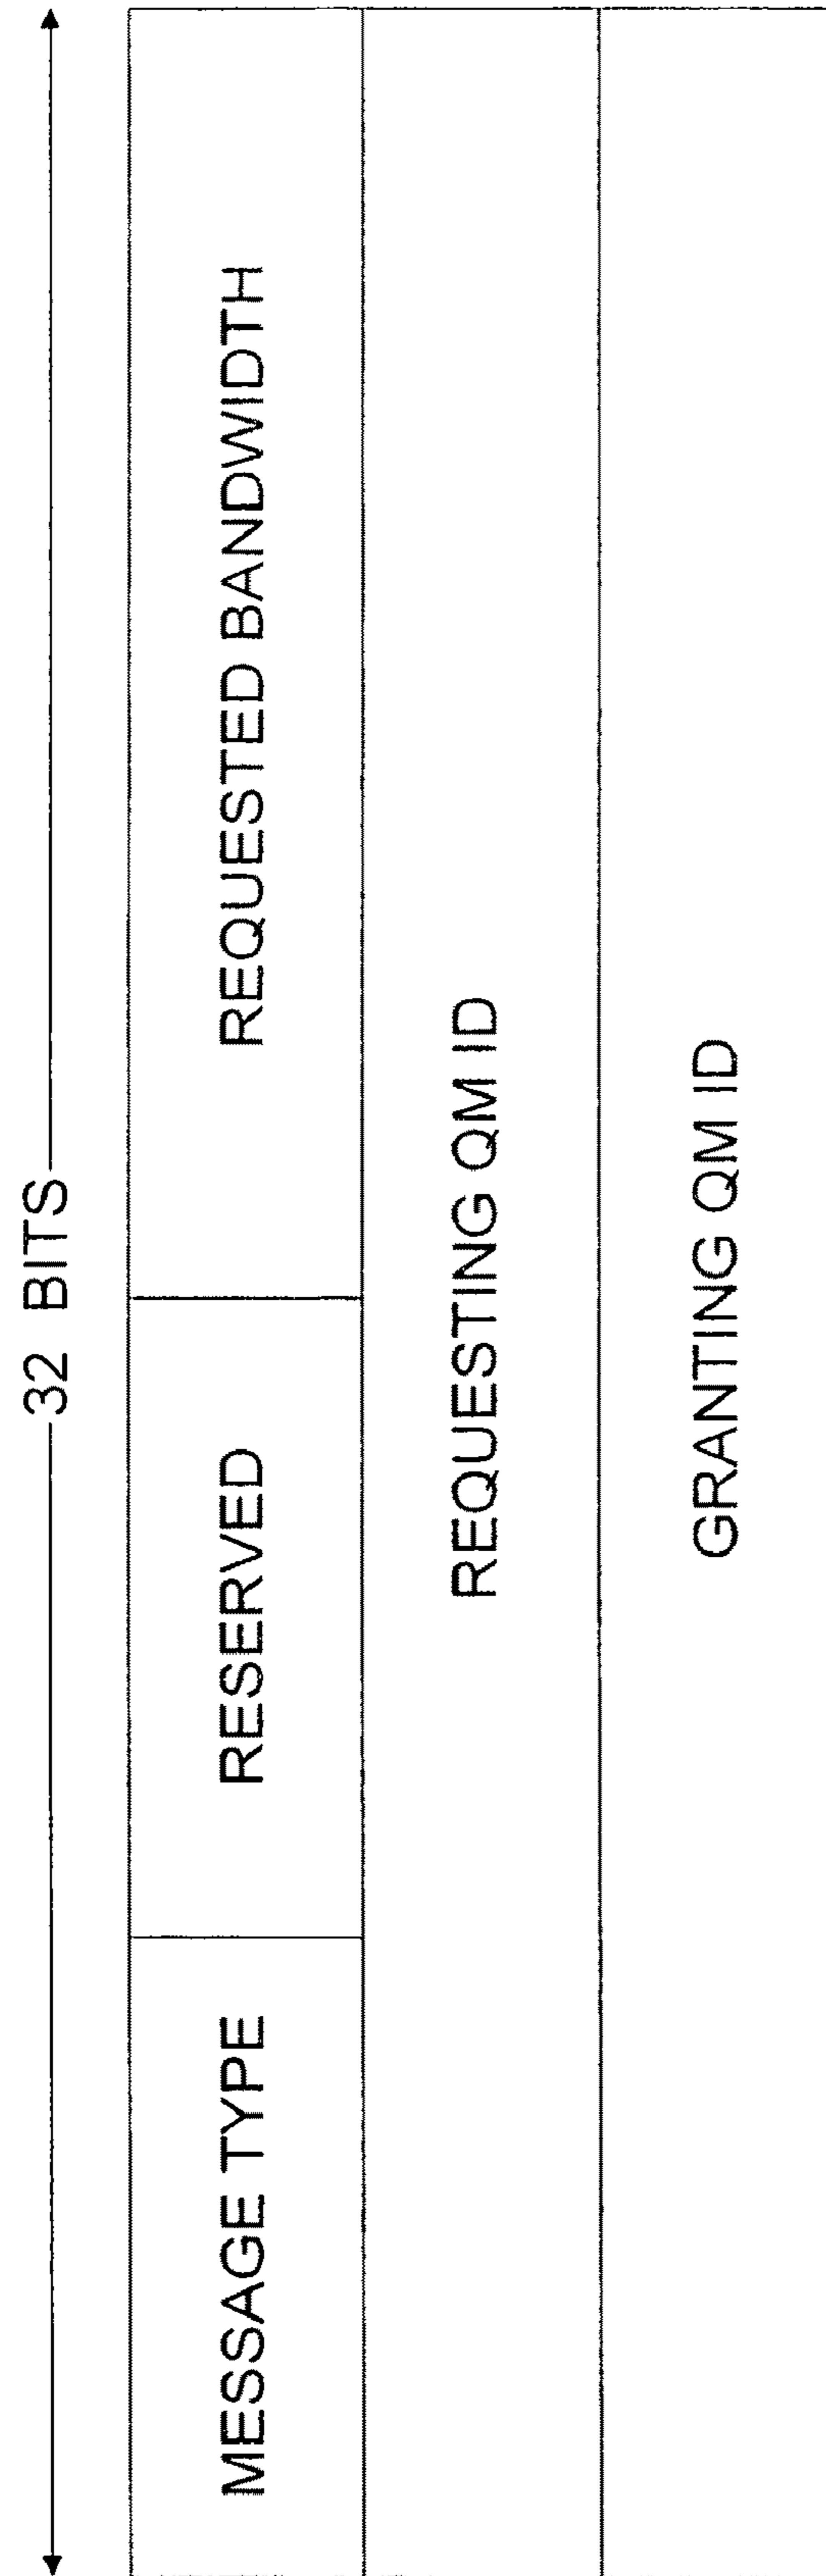 32 BITS
MESSAGE TYPE
RESERVED
REQUESTED BANDWIDTH
REQUESTING QM ID
GRANTING QM ID